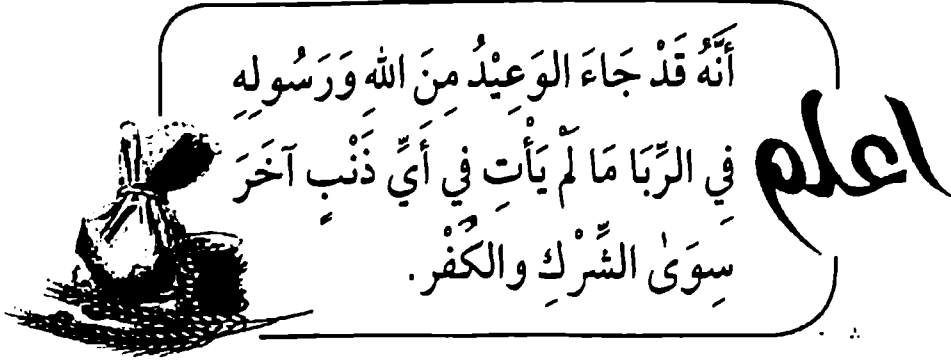 اعلم
أَنَّهُ قَدْ جَاءَ الوَعِيْدُ مِنَ اللهِ وَرَسُولِهِ
فِي الرِّبَا مَا لَمْ يَأْتِ فِي أَيِّ ذَنْبٍ آخَرَ
سِوَىٰ الشِّرْكِ والكُفْرِ.